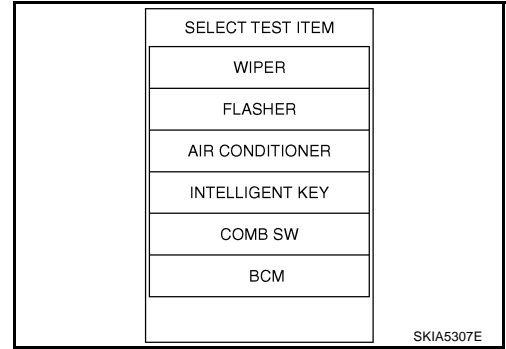 SELECT TEST ITEM
WIPER
FLASHER
AIR CONDITIONER
INTELLIGENT KEY
COMB SW
BCM
SKIA5307E